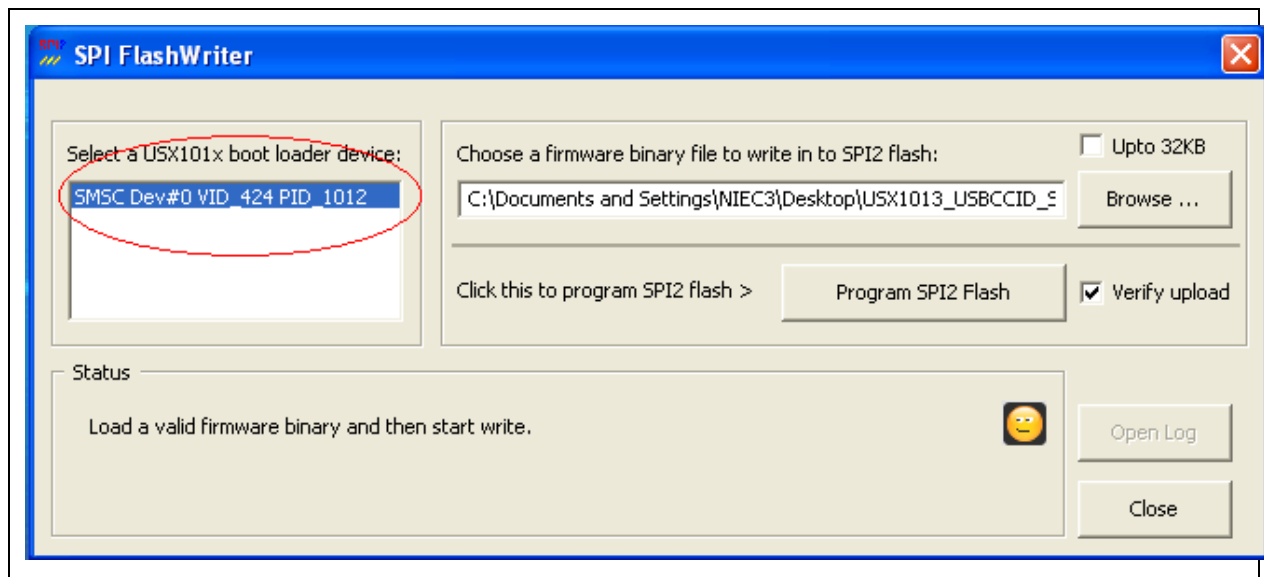 SPI FlashWriter
Select a USX101x boot loader device:
SMSC Dev#0 VID_424 PID_1012
Choose a firmware binary file to write in to SPI2 flash:
Upto 32KB
C:\Documents and Settings\NIEC3\Desktop\USX1013_USBCCID_S
Browse ...
Click this to program SPI2 flash >
Program SPI2 Flash
Verify upload
Status
Load a valid firmware binary and then start write.
Open Log
Close